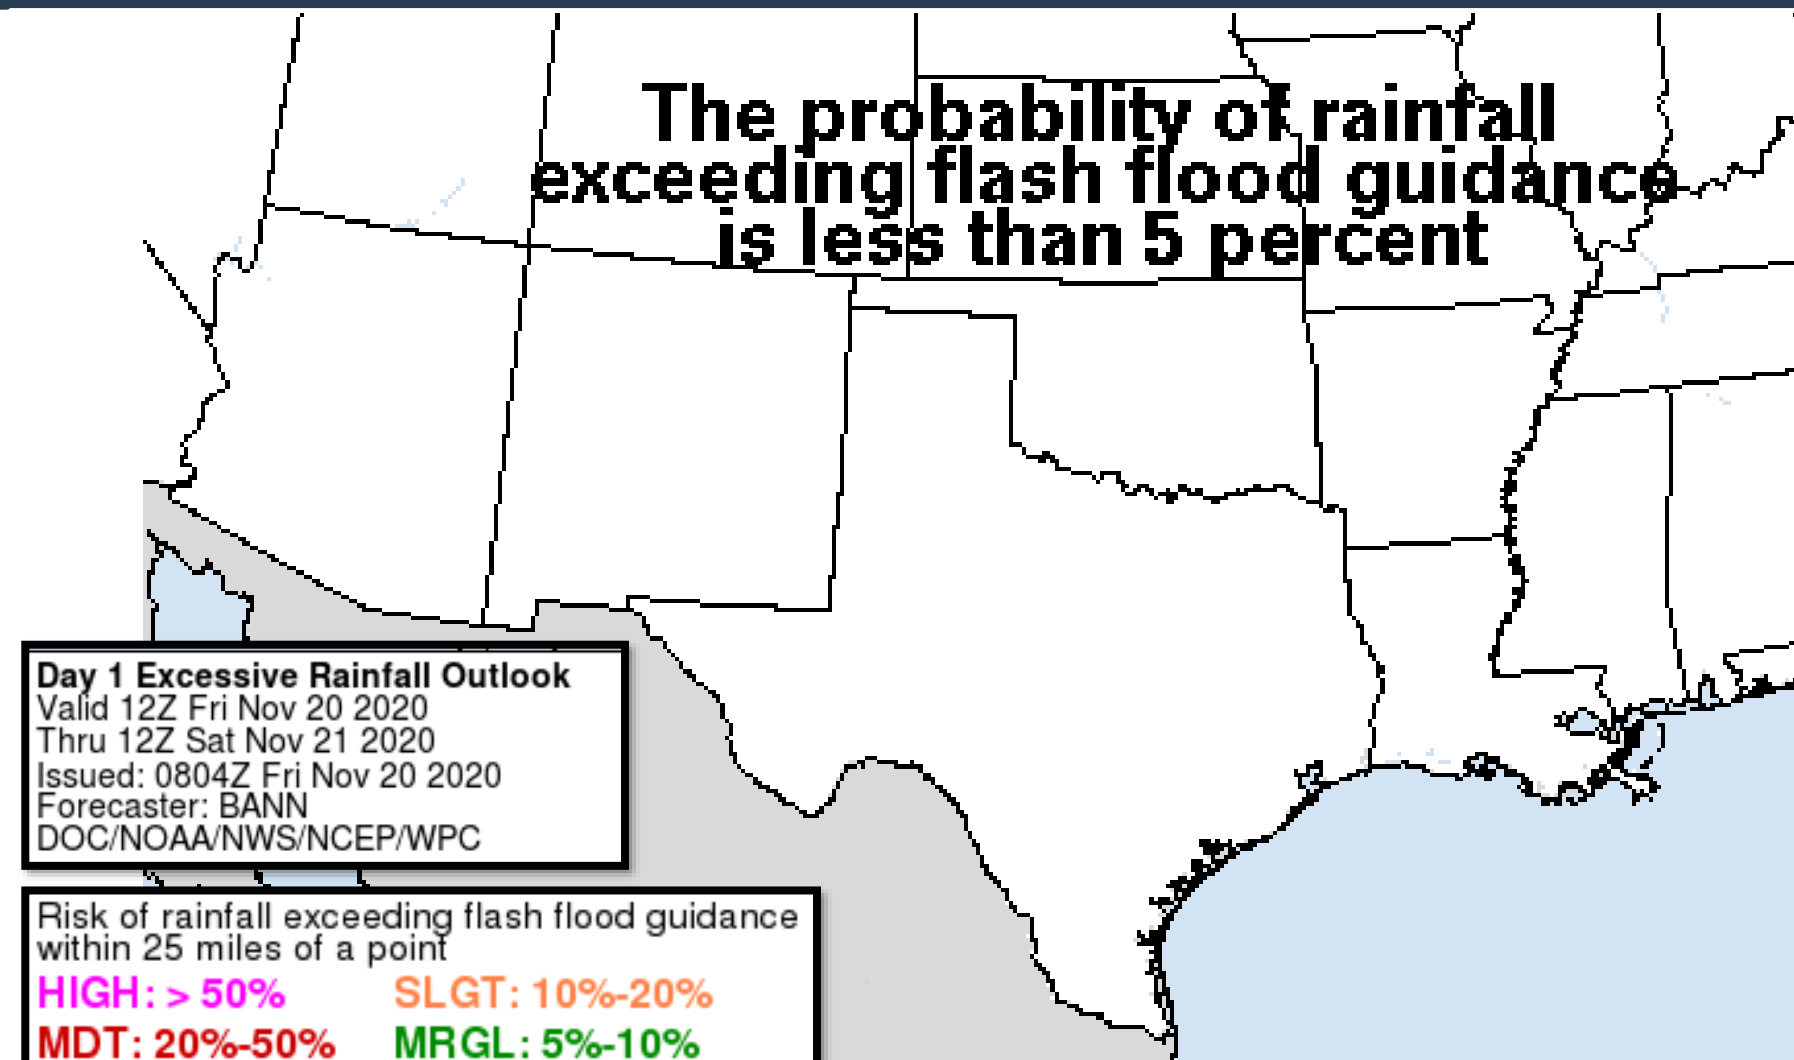 The probability of rainfall
exceeding flash flood guidance
is less than 5 percent
Day 1 Excessive Rainfall Outlook
Valid 12Z Fri Nov 20 2020
Thru 12Z Sat Nov 21 2020
Issued: 0804Z Fri Nov 20 2020
Forecaster: BANN
DOC/NOAA/NWS/NCEP/WPC
Risk of rainfall exceeding flash flood guidance
within 25 miles of a point
HIGH: > 50% SLGT: 10%-20%
MDT: 20%-50% MRGL: 5%-10%